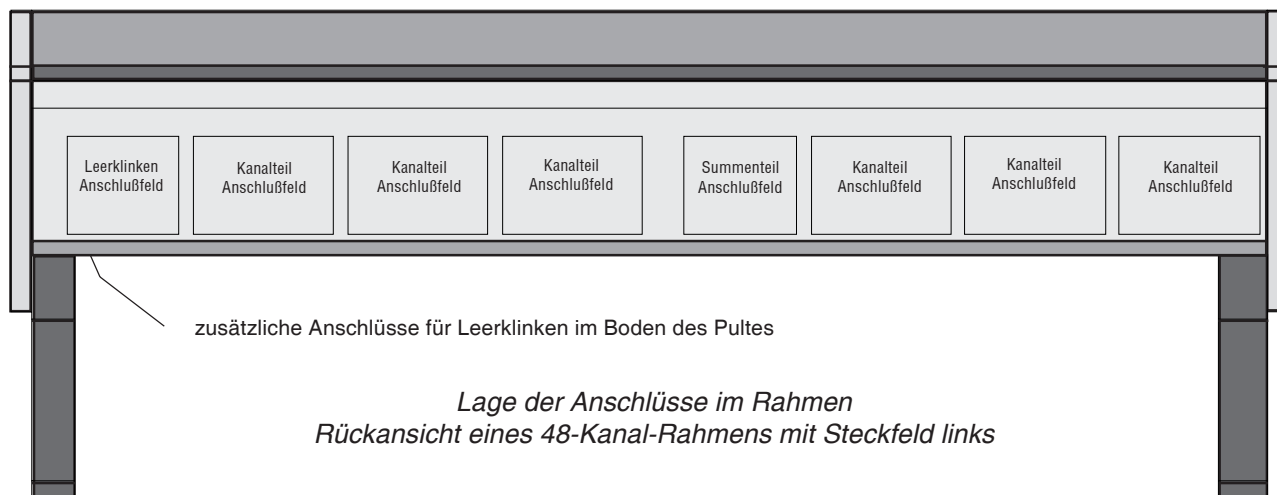 Leerklinken
Anschlußfeld
Kanalteil
Anschlußfeld
Kanalteil
Anschlußfeld
Kanalteil
Anschlußfeld
Summenteil
Anschlußfeld
Kanalteil
Anschlußfeld
Kanalteil
Anschlußfeld
Kanalteil
Anschlußfeld
zusätzliche Anschlüsse für Leerklinken im Boden des Pultes
Lage der Anschlüsse im Rahmen
Rückansicht eines 48-Kanal-Rahmens mit Steckfeld links